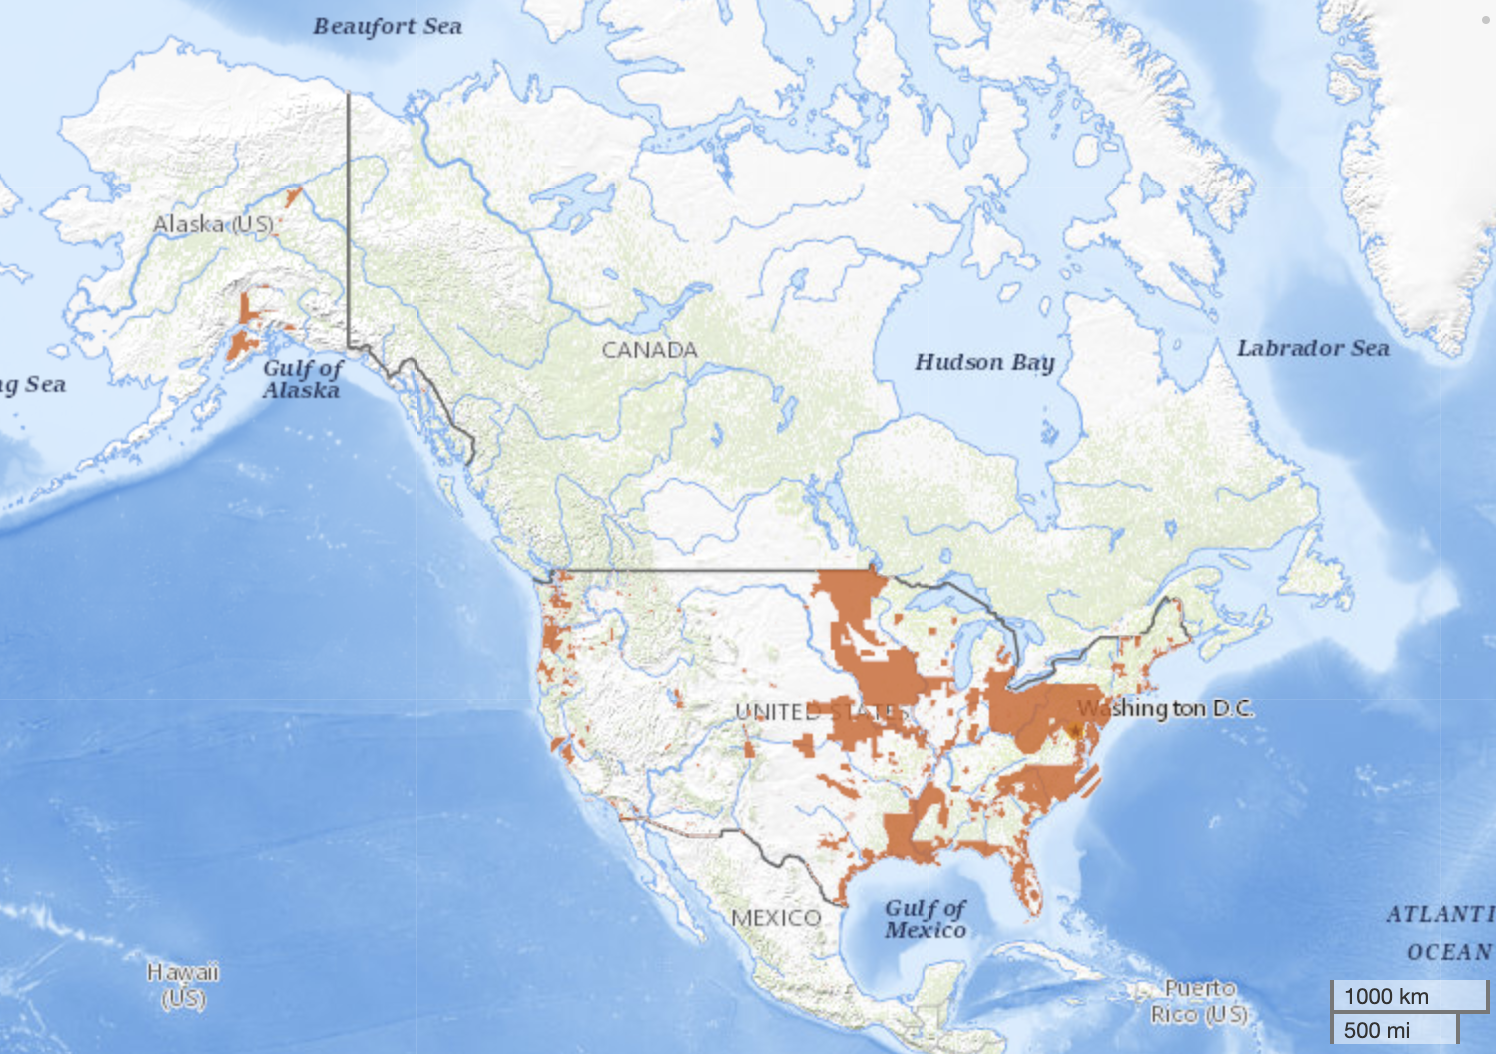 Beaufort Sea
Alaska (US)
CANADA
Hudson Bay
Labrador Sea
Gulf of
Alaska
ng Sea
UNITED STATES
Washington D.C.
MEXICO
Gulf of
Mexico
ATLANTI
OCEAN
Hawaii
(US)
Puerto
Rico (US)
1000 km
500 mi